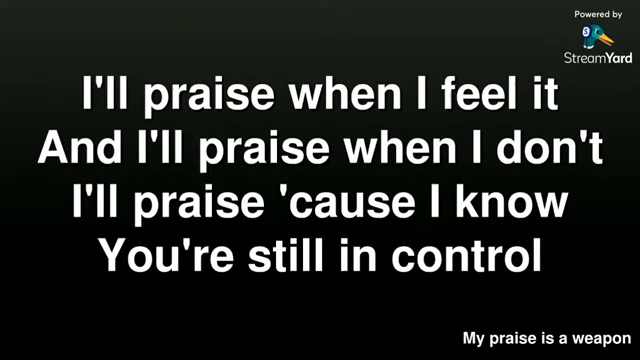 Powered by
StreamYard
I'll praise when I feel it
And I'll praise when I don't
I'll praise 'cause I know
You're still in control
My praise is a weapon